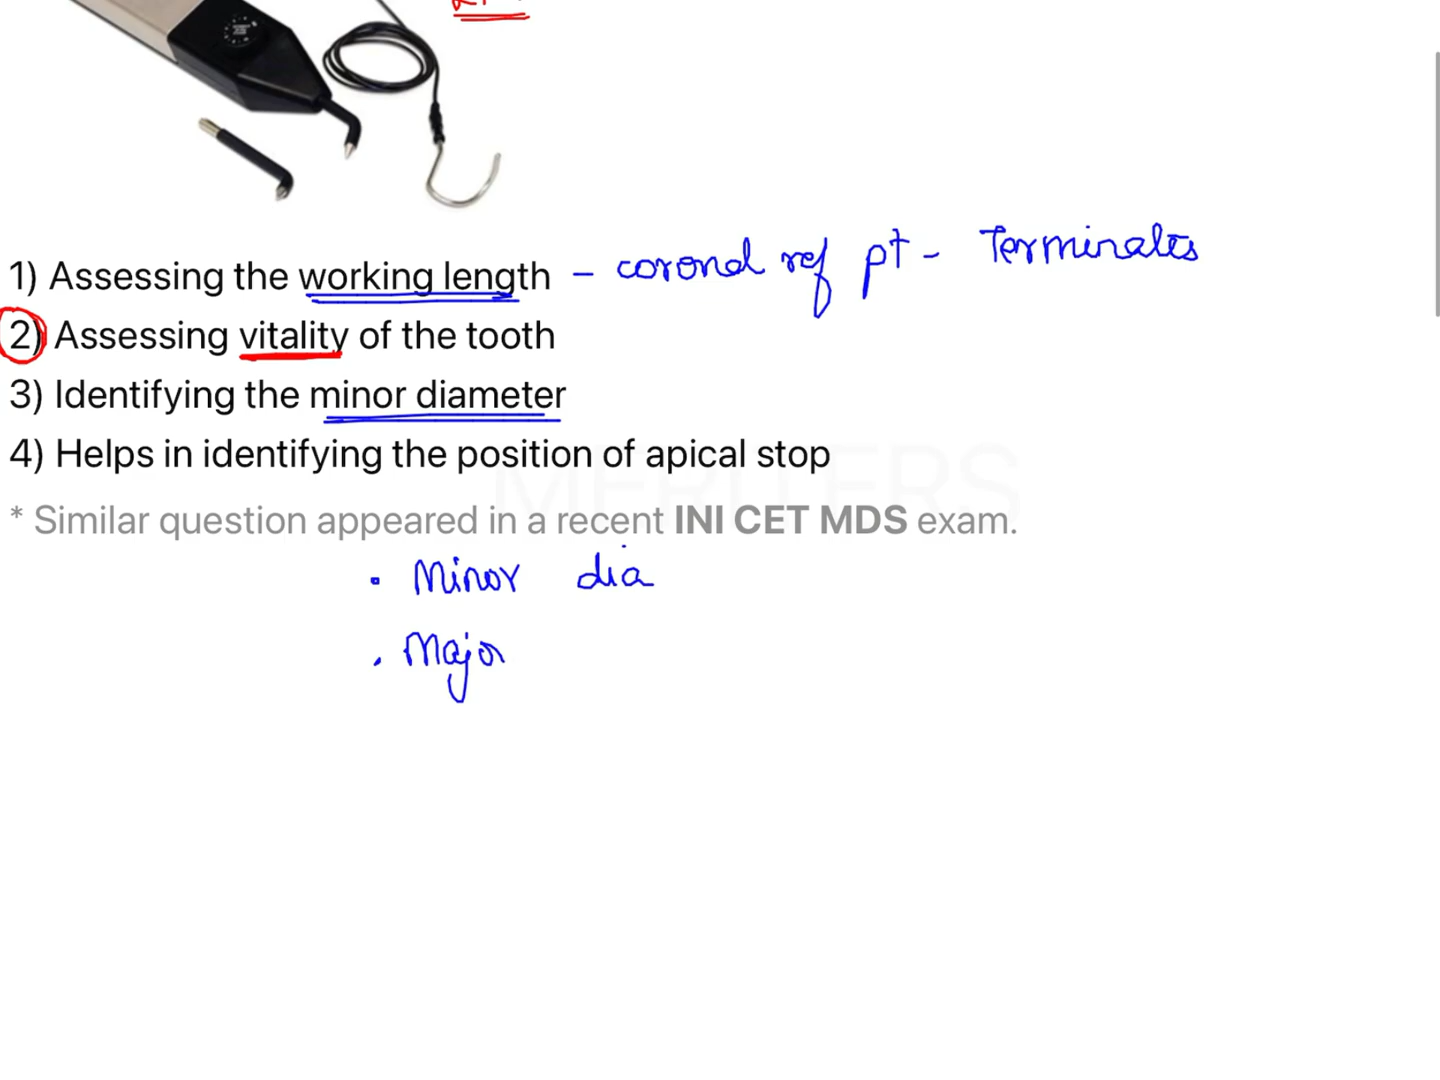 1) Assessing the working length - coronal ref pt - Terminates
2) Assessing vitality of the tooth
3) Identifying the minor diameter
4) Helps in identifying the position of apical stop
MERITERS
* Similar question appeared in a recent INI CET MDS exam.
• Minor dia
• Major